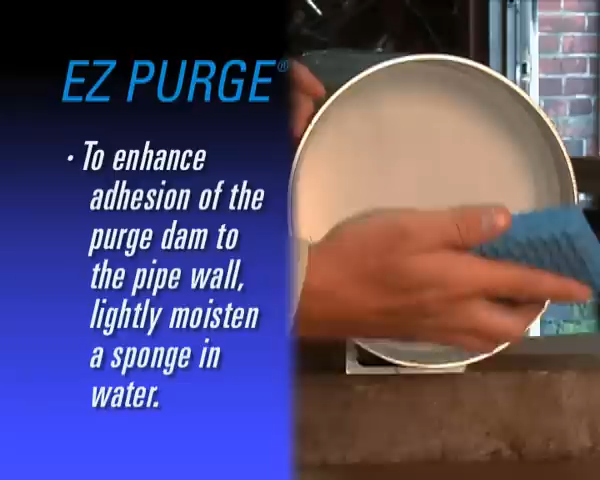 EZ PURGE®
· To enhance
adhesion of the
purge dam to
the pipe wall,
lightly moisten
a sponge in
water.